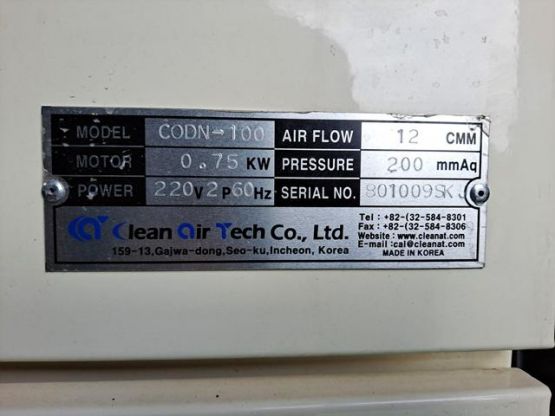 MODEL CODN-100 AIR FLOW 12 CMM
MOTOR 0.75 KW PRESSURE 200 mmAq
POWER 220V 2P60Hz SERIAL NO. 801009SKJ
Clean air Tech Co., Ltd.
159-13,Gajwa-dong,Seo-ku,Incheon, Korea
Tel : +82-(32-584-8301
Fax : +82-(32-584-8306
Website : www.cleanat.com
E-mail :cal@cleanat.com
MADE IN KOREA